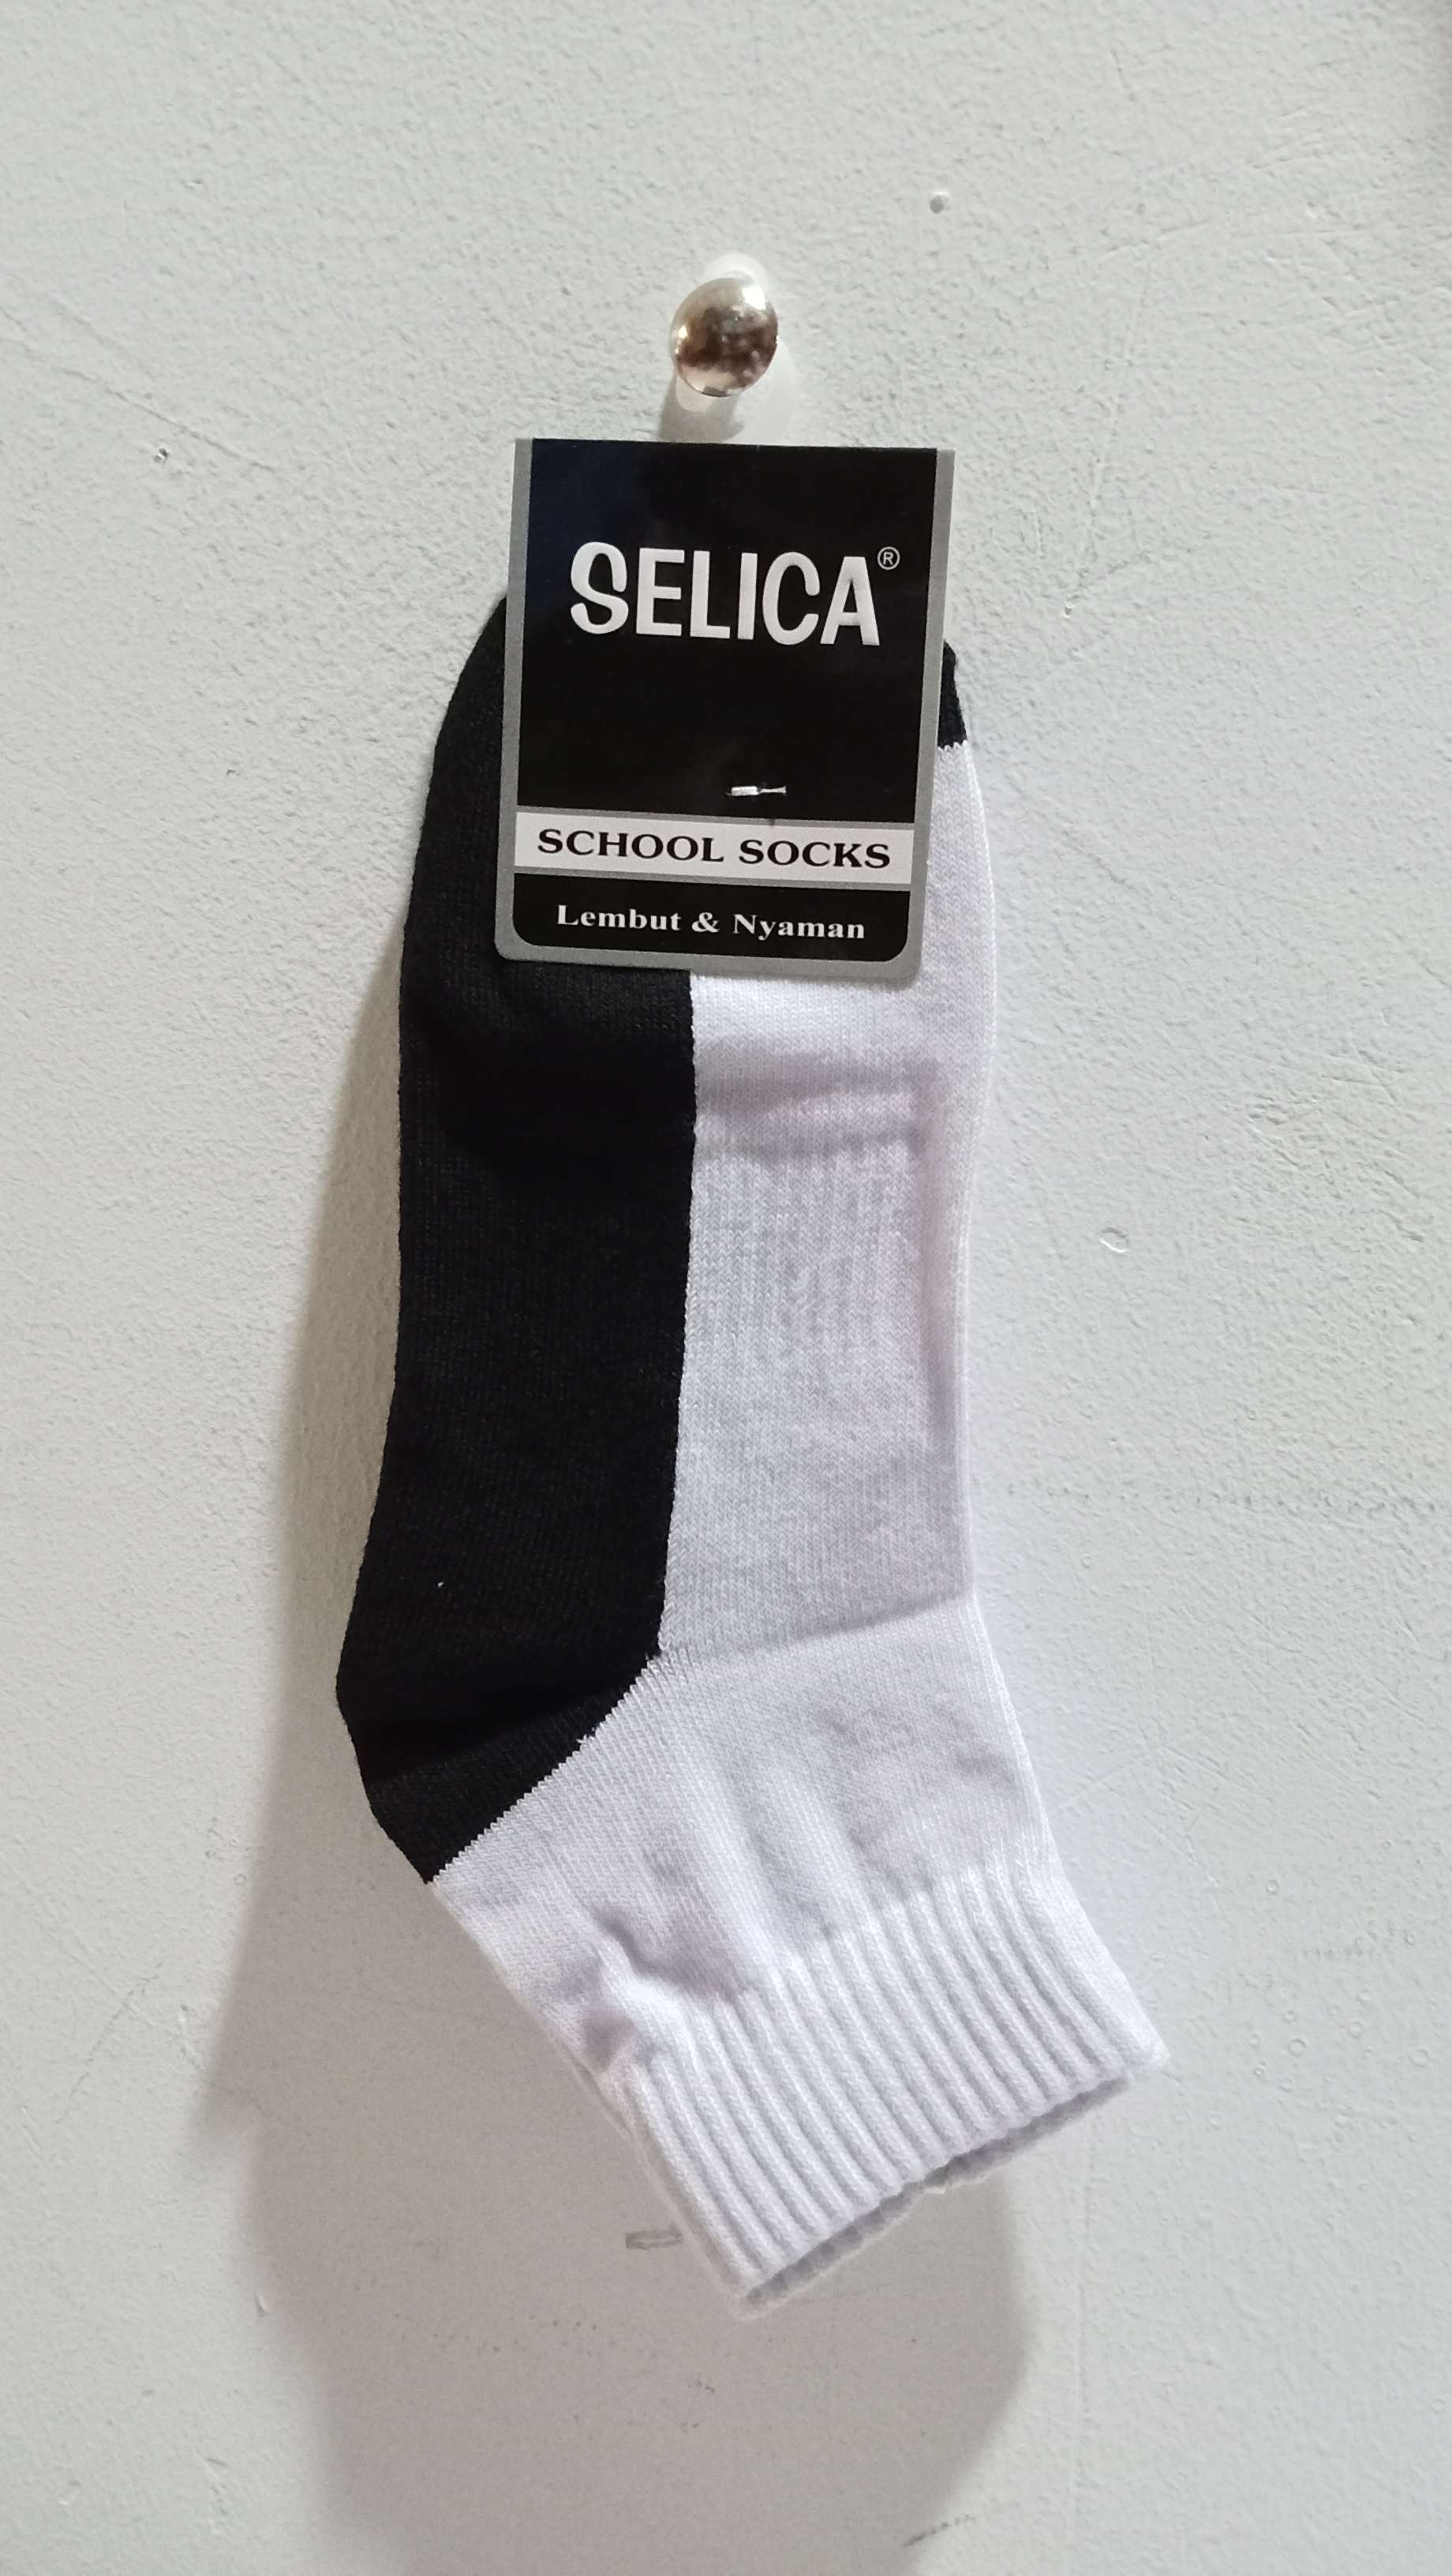 SELICA®
SCHOOL SOCKS
Lembut & Nyaman